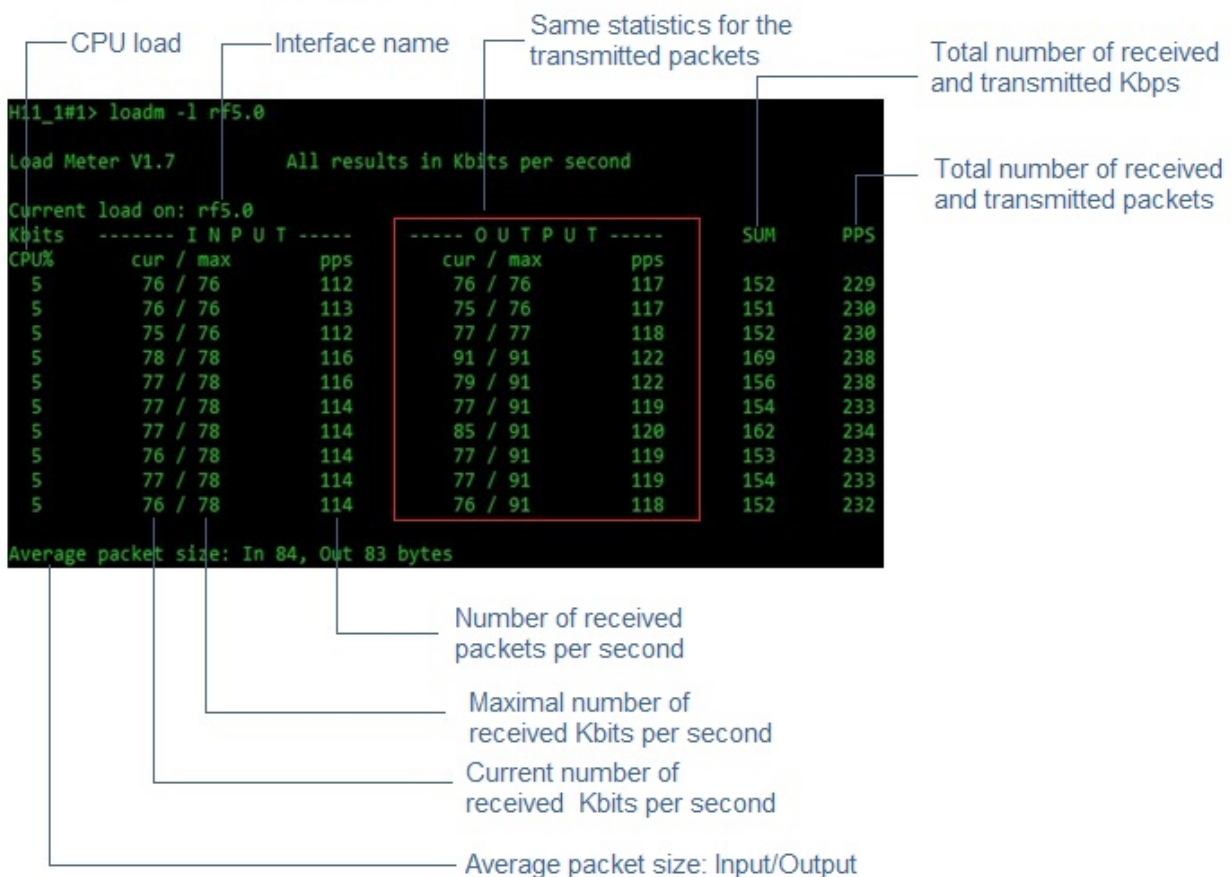 CPU load
Interface name
Same statistics for the
transmitted packets
Total number of received
and transmitted Kbps
Total number of received
and transmitted packets
H11_1#1> loadm -l rf5.0
Load Meter V1.7 All results in Kbits per second
Current load on: rf5.0
Kbits ------- I N P U T ----- ----- O U T P U T ----- SUM PPS
CPU% cur / max pps cur / max pps
5 76 / 76 112 76 / 76 117 152 229
5 76 / 76 113 75 / 76 117 151 230
5 75 / 76 112 77 / 77 118 152 230
5 78 / 78 116 91 / 91 122 169 238
5 77 / 78 116 79 / 91 122 156 238
5 77 / 78 114 77 / 91 119 154 233
5 77 / 78 114 85 / 91 120 162 234
5 76 / 78 114 77 / 91 119 153 233
5 77 / 78 114 77 / 91 119 154 233
5 76 / 78 114 76 / 91 118 152 232
Average packet size: In 84, Out 83 bytes
Number of received
packets per second
Maximal number of
received Kbits per second
Current number of
received Kbits per second
Average packet size: Input/Output